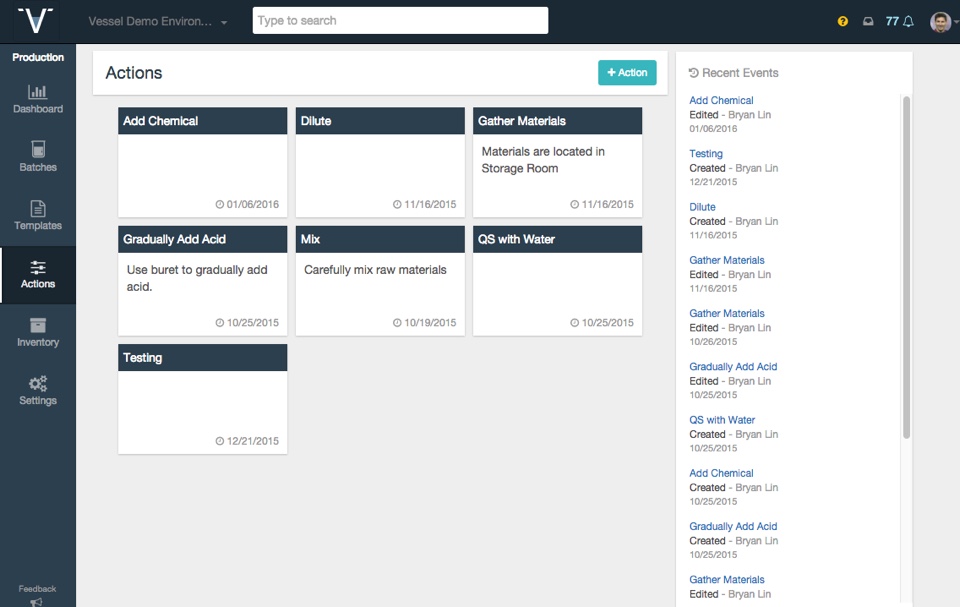 V
Vessel Demo Environ...
Type to search
?
77
Production
Dashboard
Batches
Templates
Actions
Inventory
Settings
Feedback
Actions
+ Action
Add Chemical
01/06/2016
Dilute
11/16/2015
Gather Materials
Materials are located in
Storage Room
11/16/2015
Gradually Add Acid
Use buret to gradually add
acid.
10/25/2015
Mix
Carefully mix raw materials
10/19/2015
QS with Water
10/25/2015
Testing
12/21/2015
Recent Events
Add Chemical
Edited - Bryan Lin
01/06/2016
Testing
Created - Bryan Lin
12/21/2015
Dilute
Created - Bryan Lin
11/16/2015
Gather Materials
Edited - Bryan Lin
11/16/2015
Gather Materials
Edited - Bryan Lin
10/26/2015
Gradually Add Acid
Edited - Bryan Lin
10/25/2015
QS with Water
Created - Bryan Lin
10/25/2015
Add Chemical
Created - Bryan Lin
10/25/2015
Gradually Add Acid
Created - Bryan Lin
10/25/2015
Gather Materials
Edited - Bryan Lin